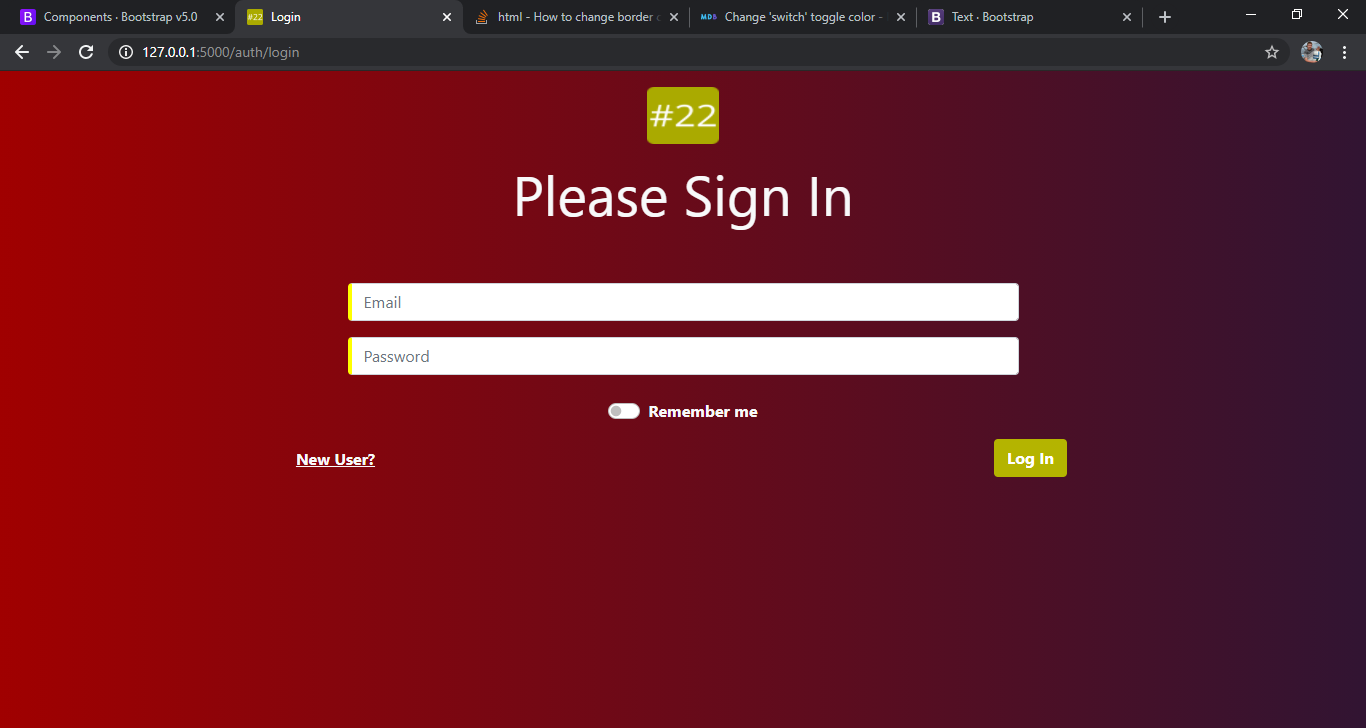 Components · Bootstrap v5.0
#22 Login
html - How to change border
MDB Change 'switch' toggle color -
B Text · Bootstrap
127.0.0.1:5000/auth/login
#22
Please Sign In
Email
Password
Remember me
New User?
Log In